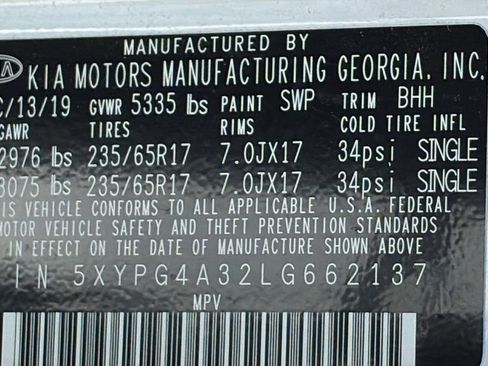 MANUFACTURED BY
KIA MOTORS MANUFACTURING GEORGIA, INC.
C/13/19 GVWR 5335 lbs PAINT SWP TRIM BHH
GAWR TIRES RIMS COLD TIRE INFL
2976 lbs 235/65R17 7.0JX17 34psi SINGLE
3075 lbs 235/65R17 7.0JX17 34psi SINGLE
IS VEHICLE CONFORMS TO ALL APPLICABLE U.S.A. FEDERAL
MOTOR VEHICLE SAFETY AND THEFT PREVENTION STANDARDS
IN EFFECT ON THE DATE OF MANUFACTURE SHOWN ABOVE.
IN 5XYPG4A32LG662137
MPV